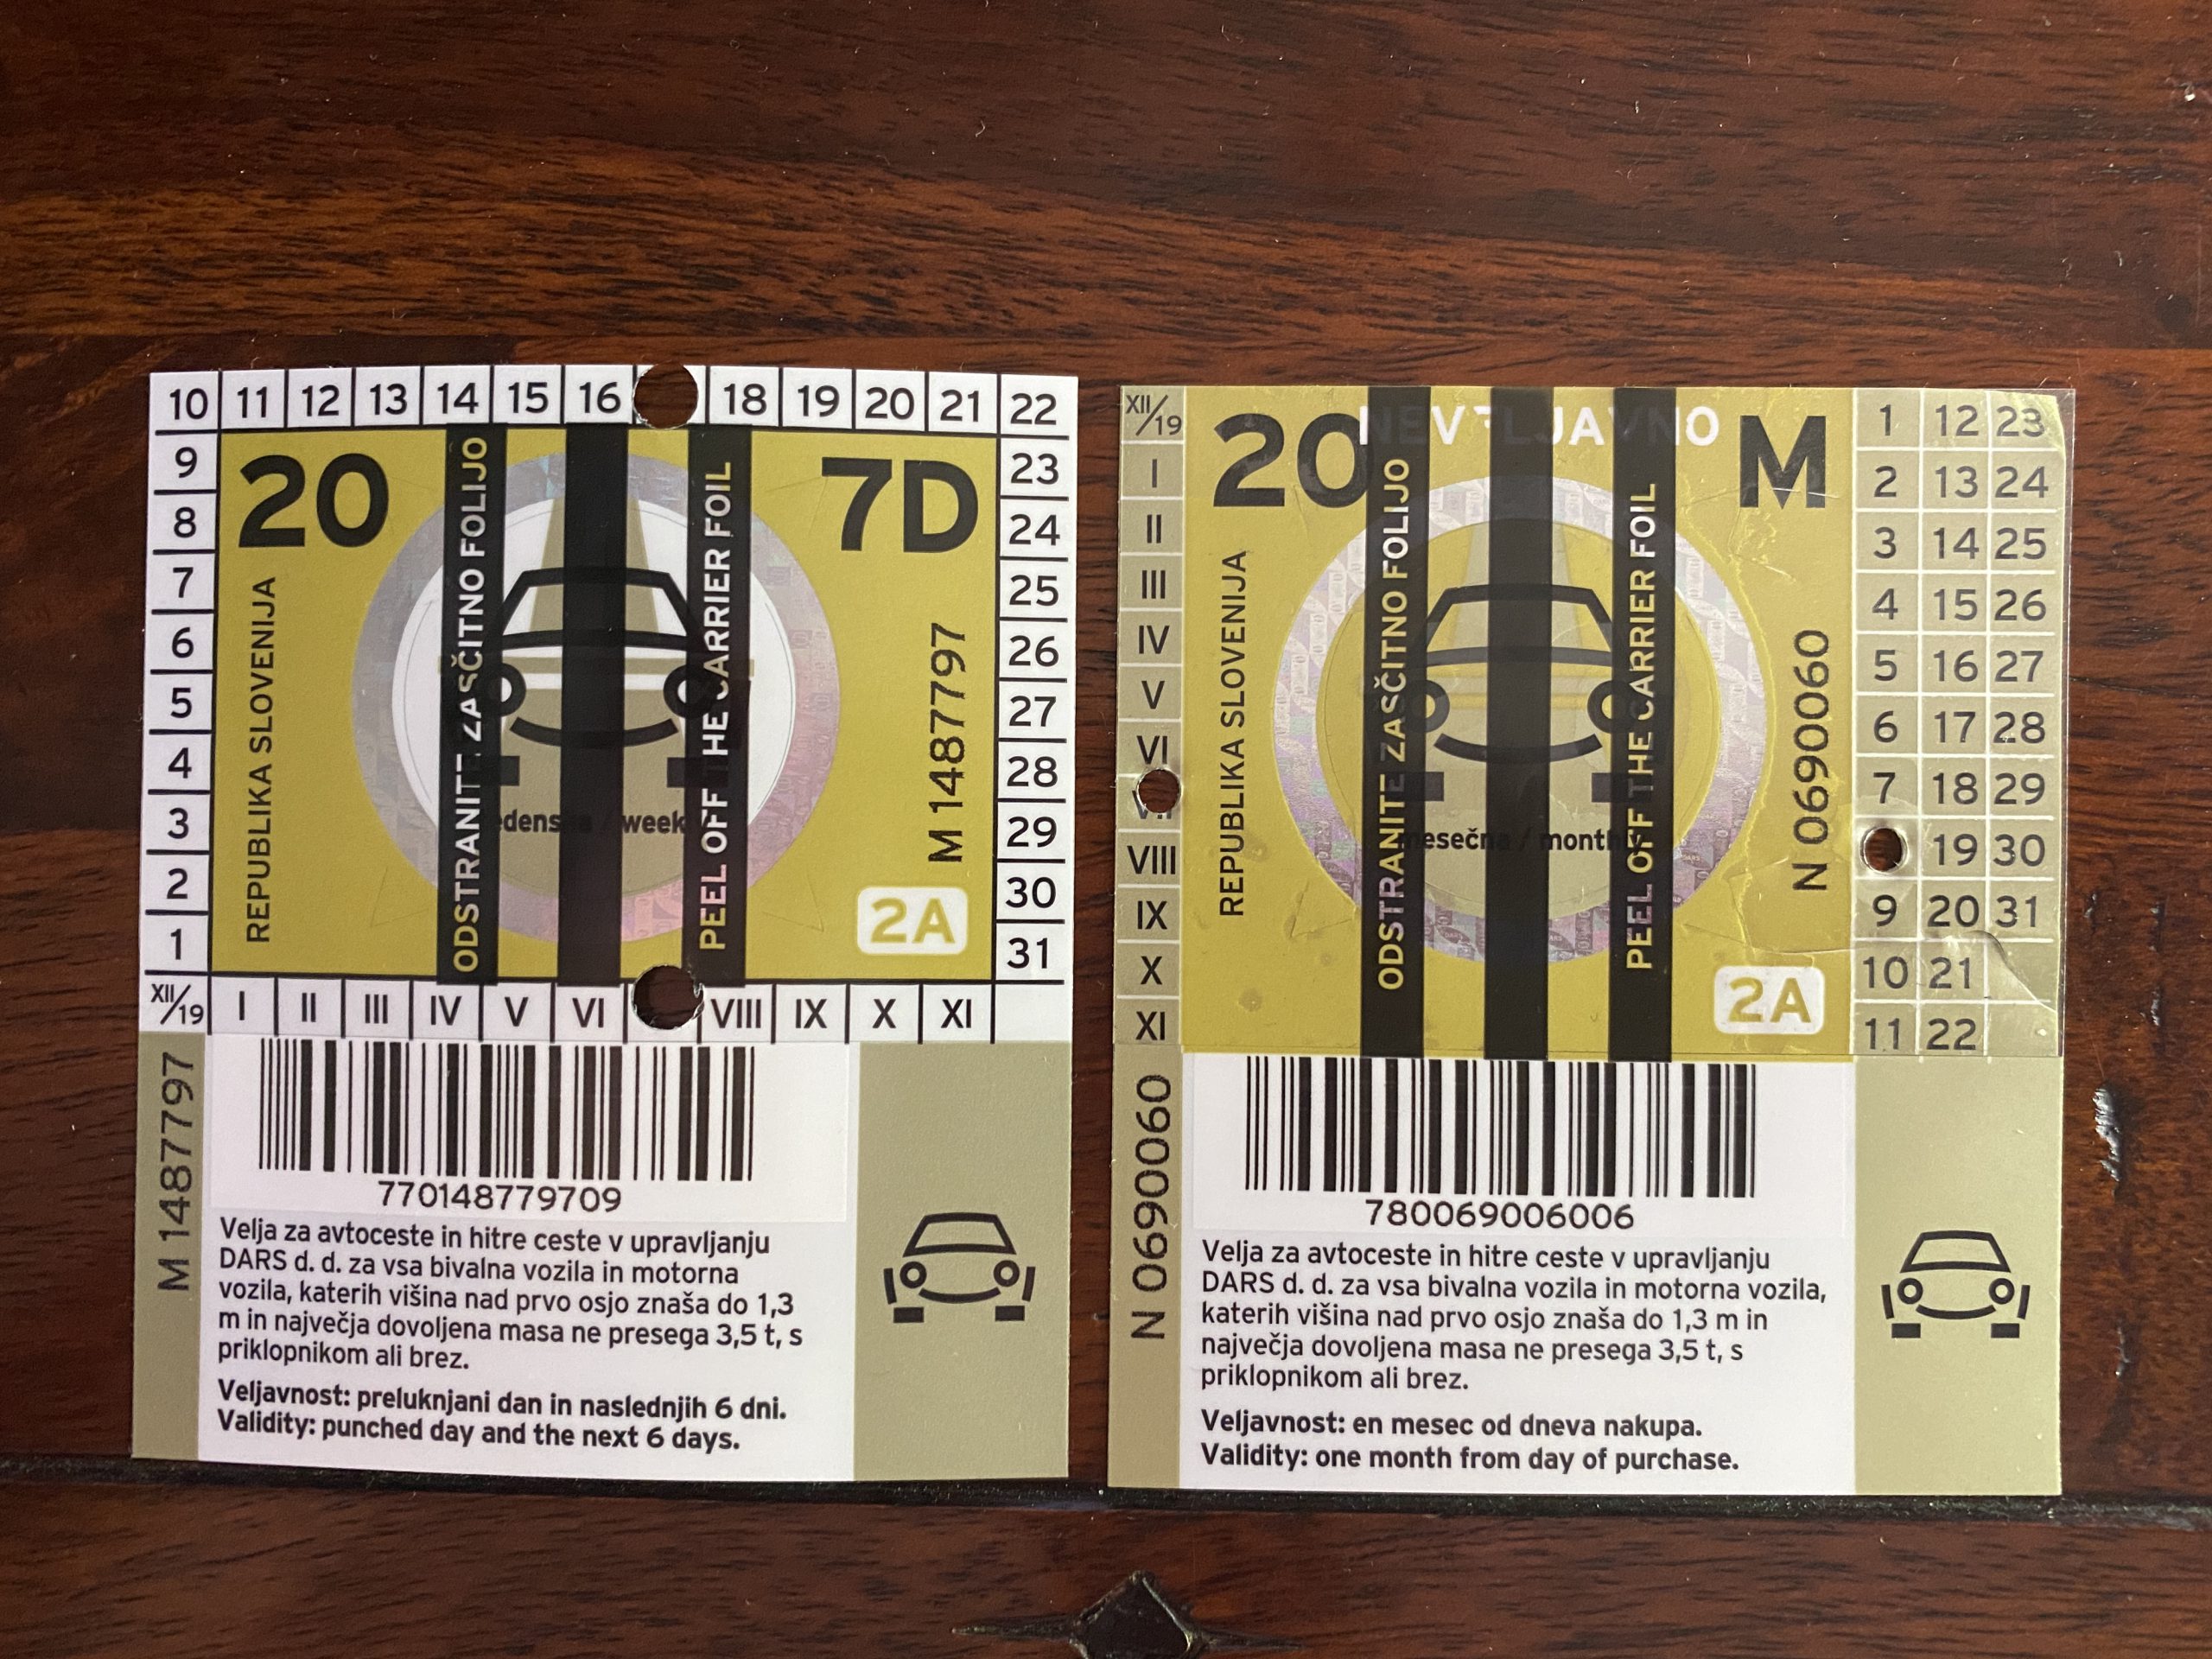 10 11 12 13 14 15 16 18 19 20 21 22
9 23
8 24
7 25
6 26
5 27
4 28
3 29
2 30
1 31
XII/19 I II III IV V VI VIII IX X XI
20 7D
REPUBLIKA SLOVENIJA
ODSTRANITE ZAŠČITNO FOLIJO
PEEL OFF THE CARRIER FOIL
M 1487797
2A
M 1487797
770148779709
Velja za avtoceste in hitre ceste v upravljanju
DARS d. d. za vsa bivalna vozila in motorna
vozila, katerih višina nad prvo osjo znaša do 1,3
m in največja dovoljena masa ne presega 3,5 t, s
priklopnikom ali brez.
Veljavnost: preluknjani dan in naslednjih 6 dni.
Validity: punched day and the next 6 days.
XII/19
I
II
III
IV
V
VI
VIII
IX
X
XI
20 M
NEVELJAVNO
REPUBLIKA SLOVENIJA
ODSTRANITE ZAŠČITNO FOLIJO
PEEL OFF THE CARRIER FOIL
mesečna / monthly
N 0690060
2A
1 12 23
2 13 24
3 14 25
4 15 26
5 16 27
6 17 28
7 18 29
19 30
9 20 31
10 21
11 22
N 0690060
780069006006
Velja za avtoceste in hitre ceste v upravljanju
DARS d. d. za vsa bivalna vozila in motorna vozila,
katerih višina nad prvo osjo znaša do 1,3 m in
največja dovoljena masa ne presega 3,5 t, s
priklopnikom ali brez.
Veljavnost: en mesec od dneva nakupa.
Validity: one month from day of purchase.